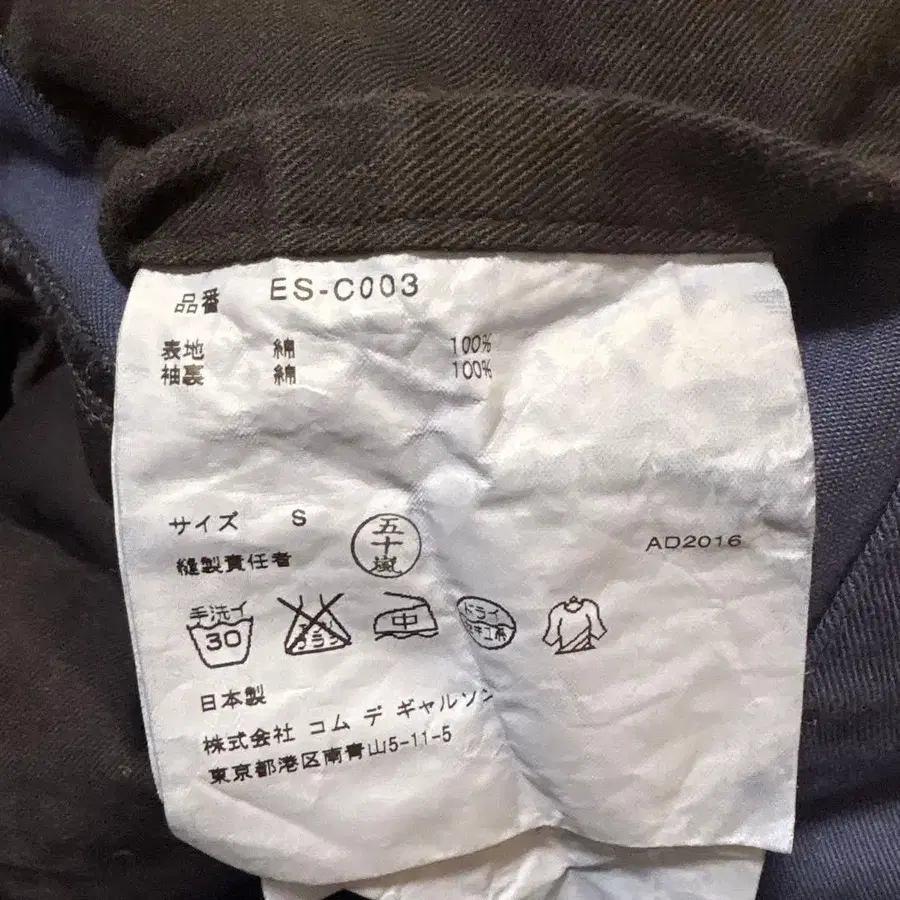 品番 ES-C003
表地 綿 100%
袖裏 綿 100%
サイズ S
縫製責任者 五十嵐
AD2016
手洗イ
30
中
ドライ
日本製
株式会社 コム デ ギャルソン
東京都港区南青山5-11-5